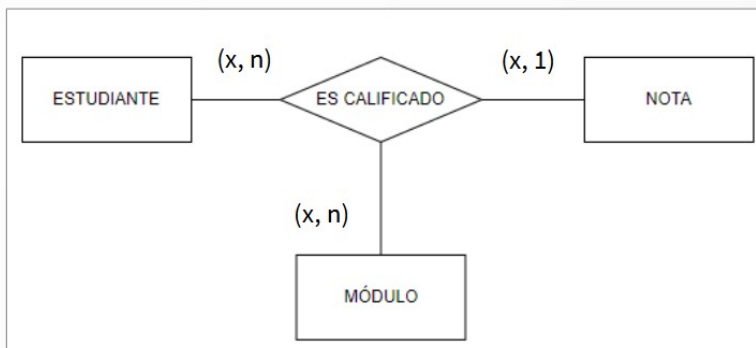 (x, n)
(x, 1)
ESTUDIANTE
ES CALIFICADO
NOTA
(x, n)
MÓDULO